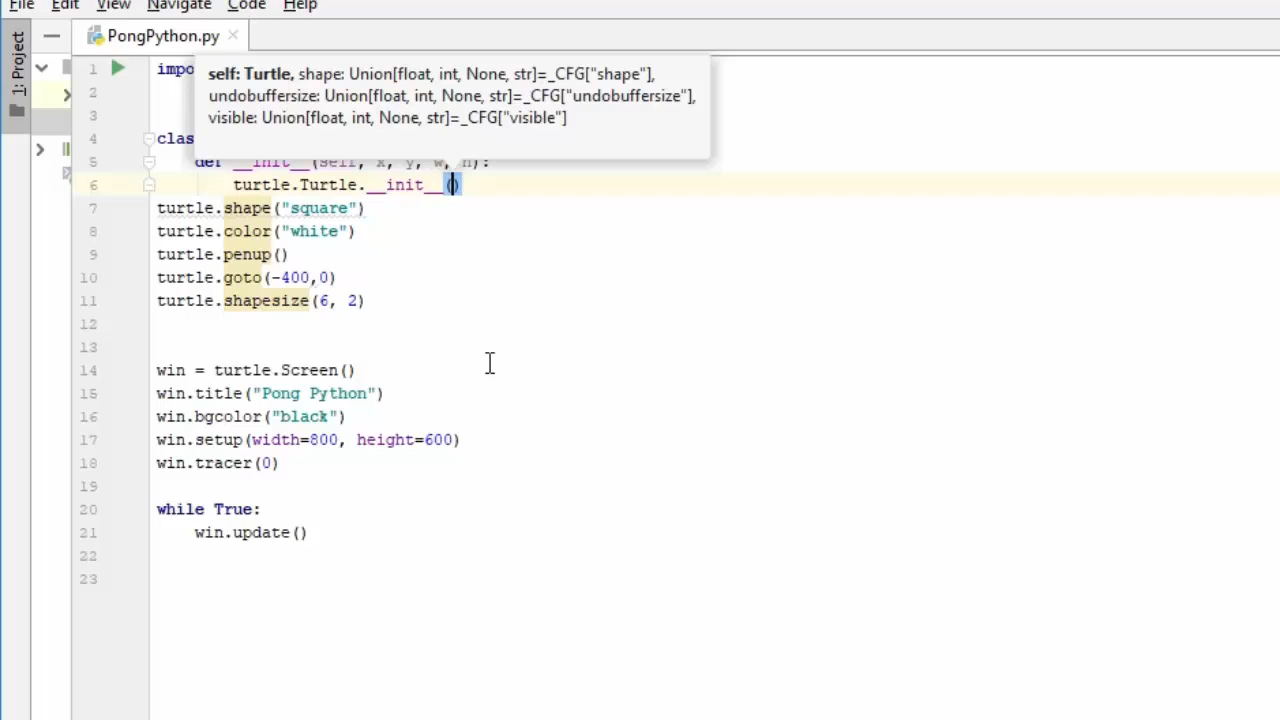 File Edit View Navigate Code Help
1: Project
PongPython.py
self: Turtle, shape: Union[float, int, None, str]=_CFG["shape"],
undobuffersize: Union[float, int, None, str]=_CFG["undobuffersize"],
visible: Union[float, int, None, str]=_CFG["visible"]
1 impo
2
3
4 clas
5 def __init__(self, x, y, w, h):
6 turtle.Turtle.__init__()
7 turtle.shape("square")
8 turtle.color("white")
9 turtle.penup()
10 turtle.goto(-400,0)
11 turtle.shapesize(6, 2)
12
13
14 win = turtle.Screen()
15 win.title("Pong Python")
16 win.bgcolor("black")
17 win.setup(width=800, height=600)
18 win.tracer(0)
19
20 while True:
21 win.update()
22
23